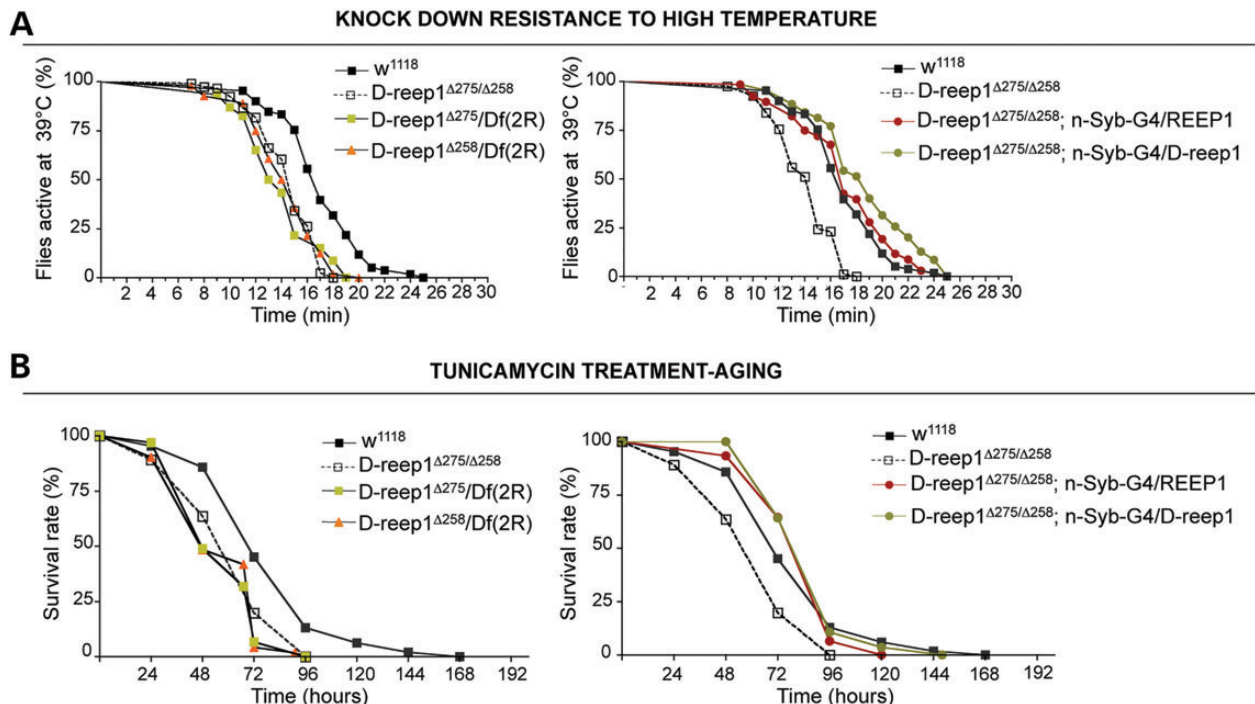 A
KNOCK DOWN RESISTANCE TO HIGH TEMPERATURE
Flies active at 39°C (%)
100
75
50
25
0
2 4 6 8 10 12 14 16 18 20 22 24 26 28 30
Time (min)
w1118
D-reep1Δ275/Δ258
D-reep1Δ275/Df(2R)
D-reep1Δ258/Df(2R)
Flies active at 39°C (%)
100
75
50
25
0
2 4 6 8 10 12 14 16 18 20 22 24 26 28 30
Time (min)
w1118
D-reep1Δ275/Δ258
D-reep1Δ275/Δ258; n-Syb-G4/REEP1
D-reep1Δ275/Δ258; n-Syb-G4/D-reep1
B
TUNICAMYCIN TREATMENT-AGING
Survival rate (%)
100
75
50
25
0
24 48 72 96 120 144 168 192
Time (hours)
w1118
D-reep1Δ275/Δ258
D-reep1Δ275/Df(2R)
D-reep1Δ258/Df(2R)
Survival rate (%)
100
75
50
25
0
24 48 72 96 120 144 168 192
Time (hours)
w1118
D-reep1Δ275/Δ258
D-reep1Δ275/Δ258; n-Syb-G4/REEP1
D-reep1Δ275/Δ258; n-Syb-G4/D-reep1